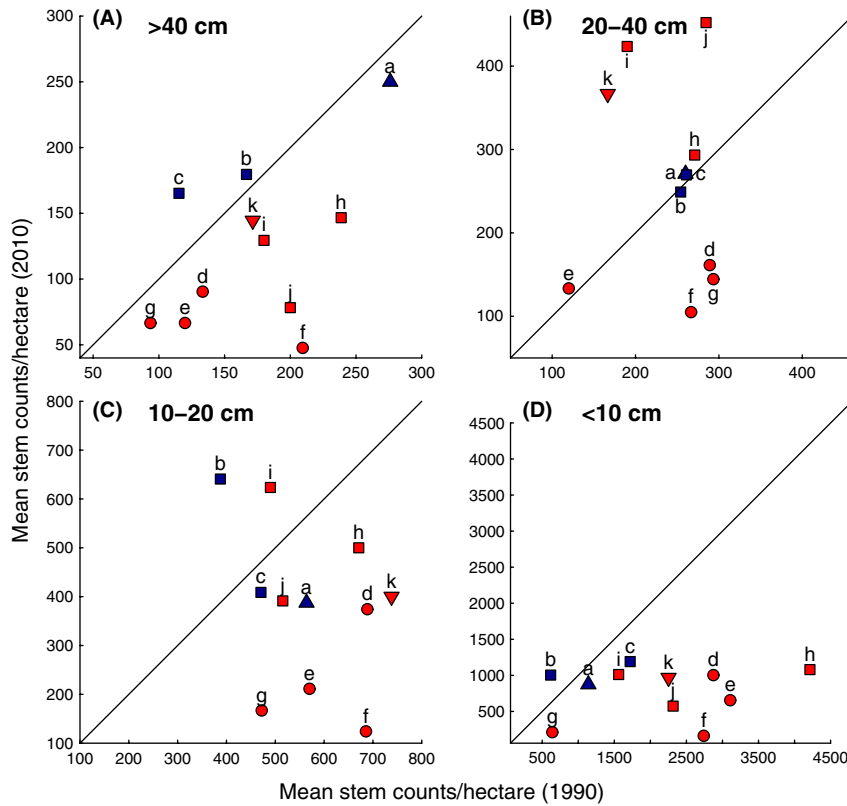 Mean stem counts/hectare (2010)
(A) >40 cm
300
250
200
150
100
50
50 100 150 200 250 300
a
b
c
k
i
h
d
g
e
j
f
(B) 20–40 cm
400
300
200
100
100 200 300 400
j
i
k
h
a c
b
e
d
g
f
(C) 10–20 cm
800
700
600
500
400
300
200
100
100 200 300 400 500 600 700 800
b
i
h
c
j
a
d
k
e
g
f
(D) <10 cm
4500
4000
3500
3000
2500
2000
1500
1000
500
500 1500 2500 3500 4500
b
a
i
c
k
j
d
e
h
g
f
Mean stem counts/hectare (1990)